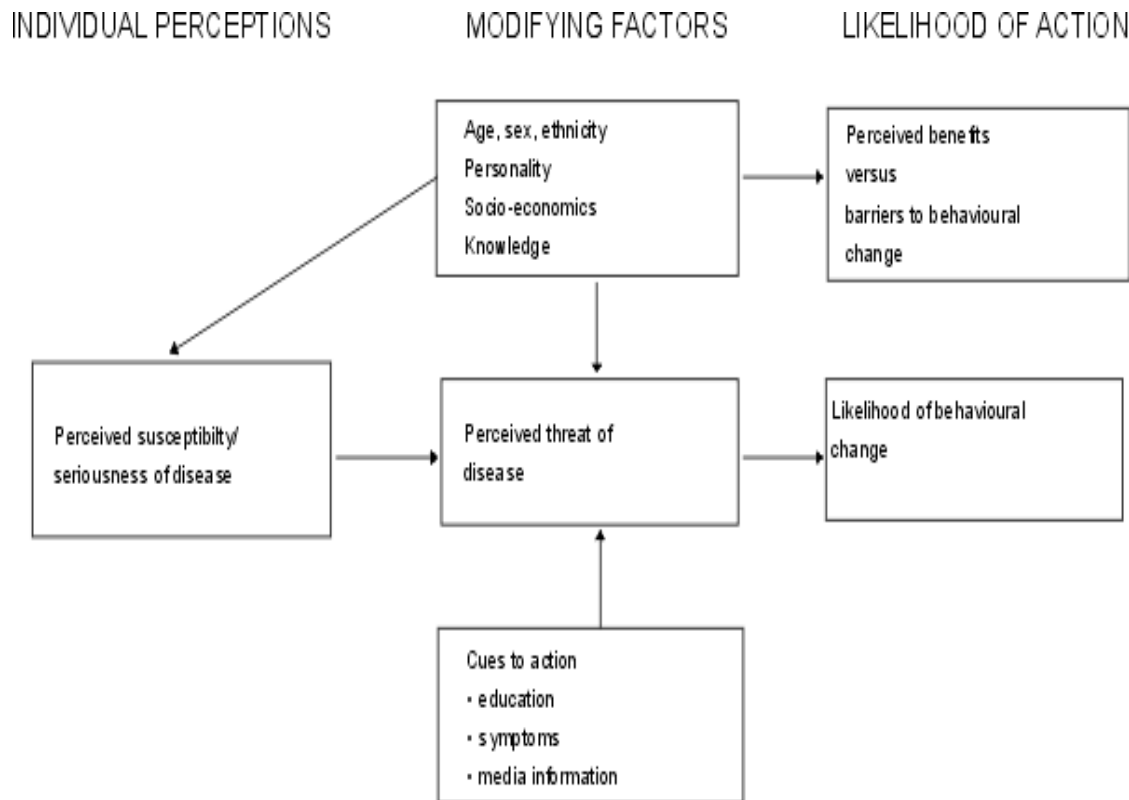 INDIVIDUAL PERCEPTIONS
MODIFYING FACTORS
LIKELIHOOD OF ACTION
Age, sex, ethnicity
Personality
Socio-economics
Knowledge
Perceived benefits
versus
barriers to behavioural
change
Perceived susceptibilty/
seriousness of disease
Perceived threat of
disease
Likelihood of behavioural
change
Cues to action
• education
• symptoms
• media information